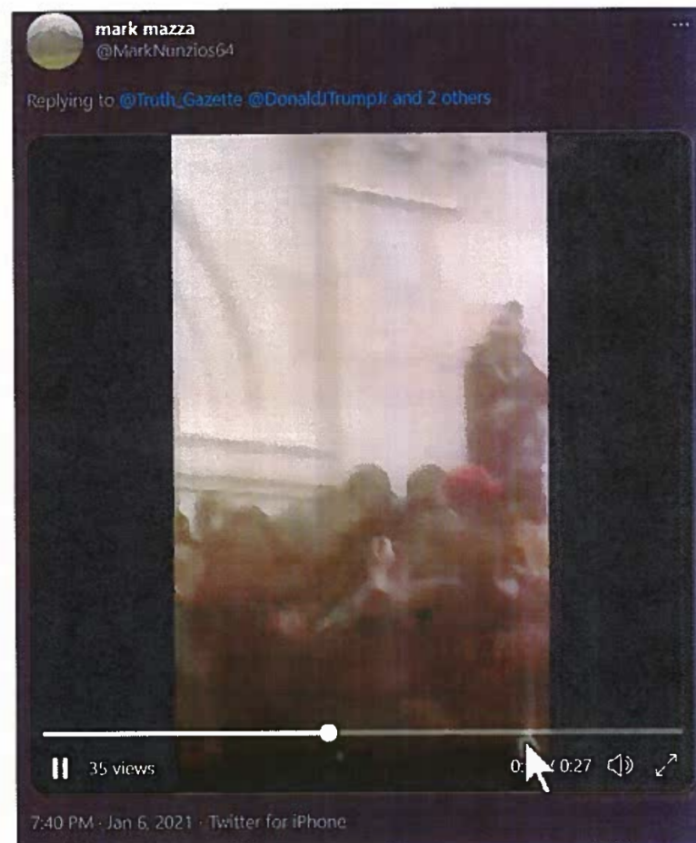 mark mazza
@MarkNunzios64
Replying to @Truth_Gazette @DonaldJTrumpJr and 2 others
35 views
0:27
7:40 PM · Jan 6, 2021 · Twitter for iPhone